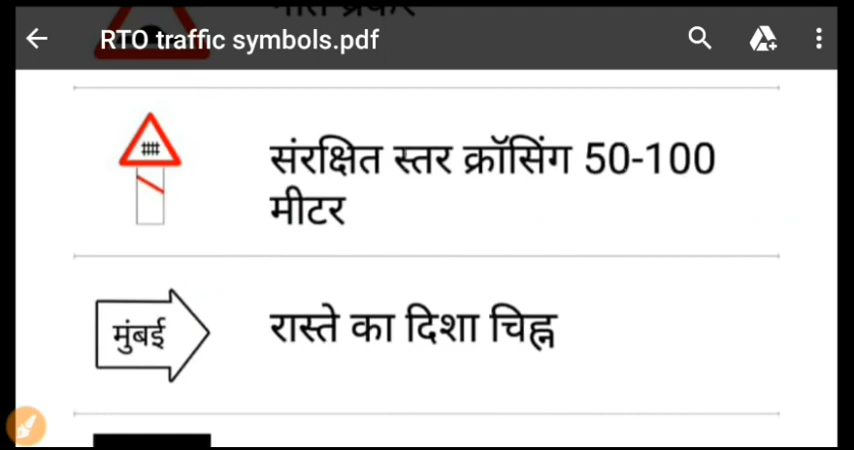 RTO traffic symbols.pdf
संरक्षित स्तर क्रॉसिंग 50-100
मीटर
मुंबई
रास्ते का दिशा चिह्न